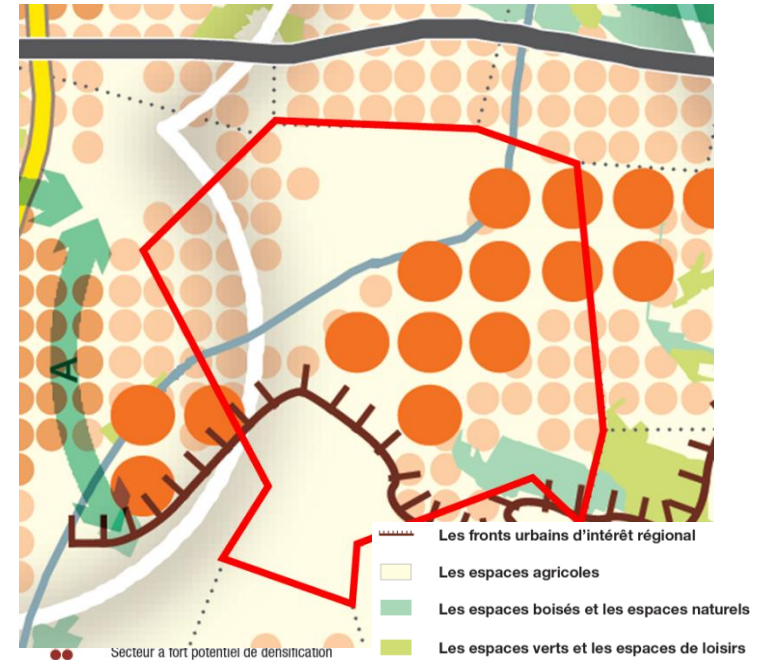 A
Les fronts urbains d'intérêt régional
Les espaces agricoles
Les espaces boisés et les espaces naturels
Les espaces verts et les espaces de loisirs
Secteur à fort potentiel de densification